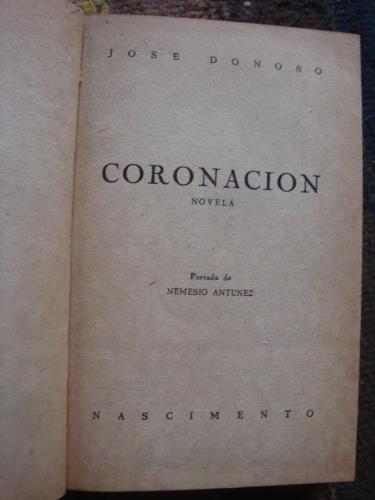 JOSE DONOSO
CORONACION
NOVELA
Portada de
NEMESIO ANTUNEZ
NASCIMENTO